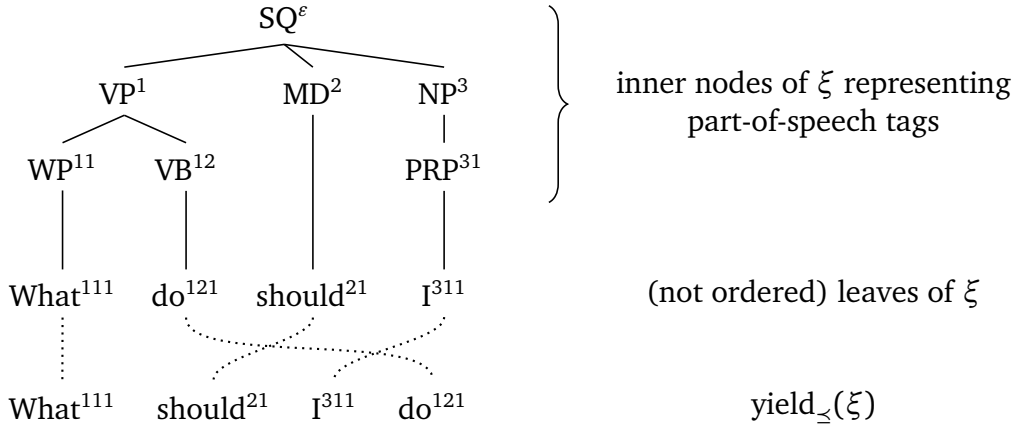 SQ^ε
VP^1 MD^2 NP^3
inner nodes of ξ representing
part-of-speech tags
WP^11 VB^12 PRP^31
What^111 do^121 should^21 I^311 (not ordered) leaves of ξ
What^111 should^21 I^311 do^121 yield_⪯(ξ)